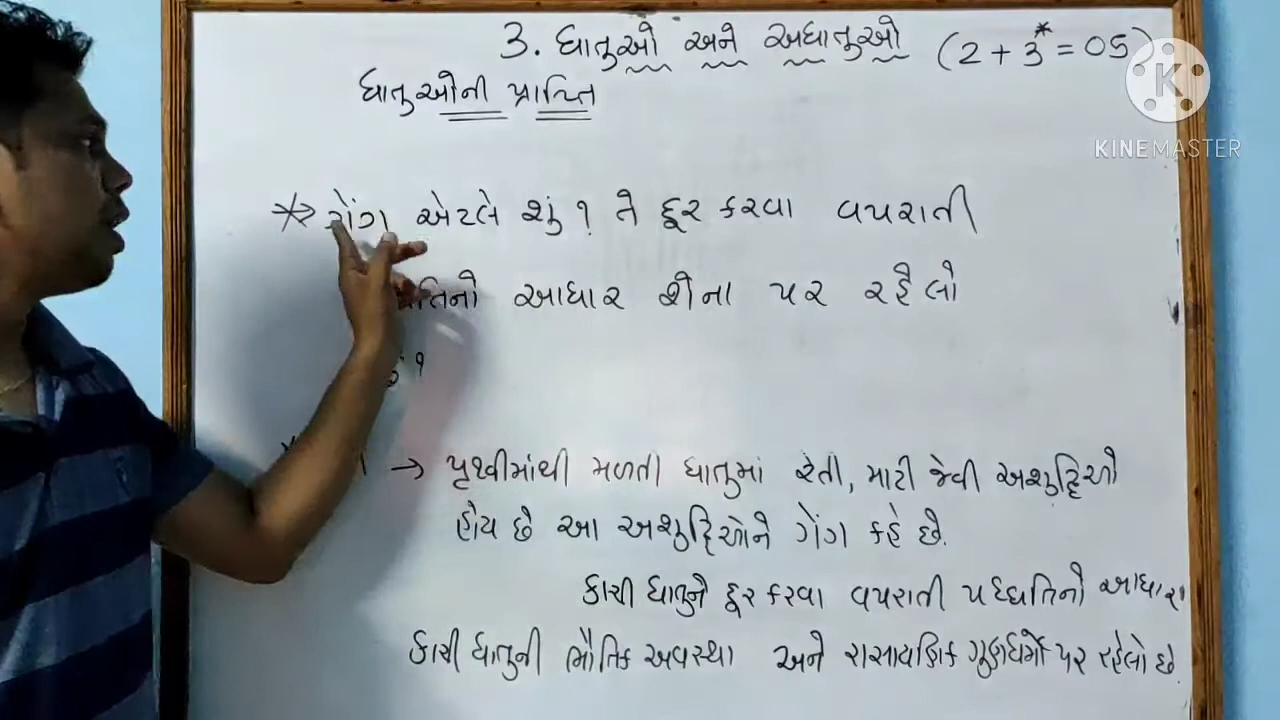 3. ધાતુઓ અને અધાતુઓ (2 + 3* = 05)
ધાતુઓની પ્રાપ્તિ
K
KINEMASTER
* ગેંગ એટલે શું ? તે દૂર કરવા વપરાતી
આધાર શેના પર રહેલો
?
→ પૃથ્વીમાંથી મળતી ધાતુમાં રેતી, માટી જેવી અશુદ્ધિઓ
હોય છે આ અશુદ્ધિઓને ગેંગ કહે છે.
કાચી ધાતુને દૂર કરવા વપરાતી પદ્ધતિનો આધાર
કાચી ધાતુની ભૌતિક અવસ્થા અને રાસાયણિક ગુણધર્મો પર રહેલો છે.